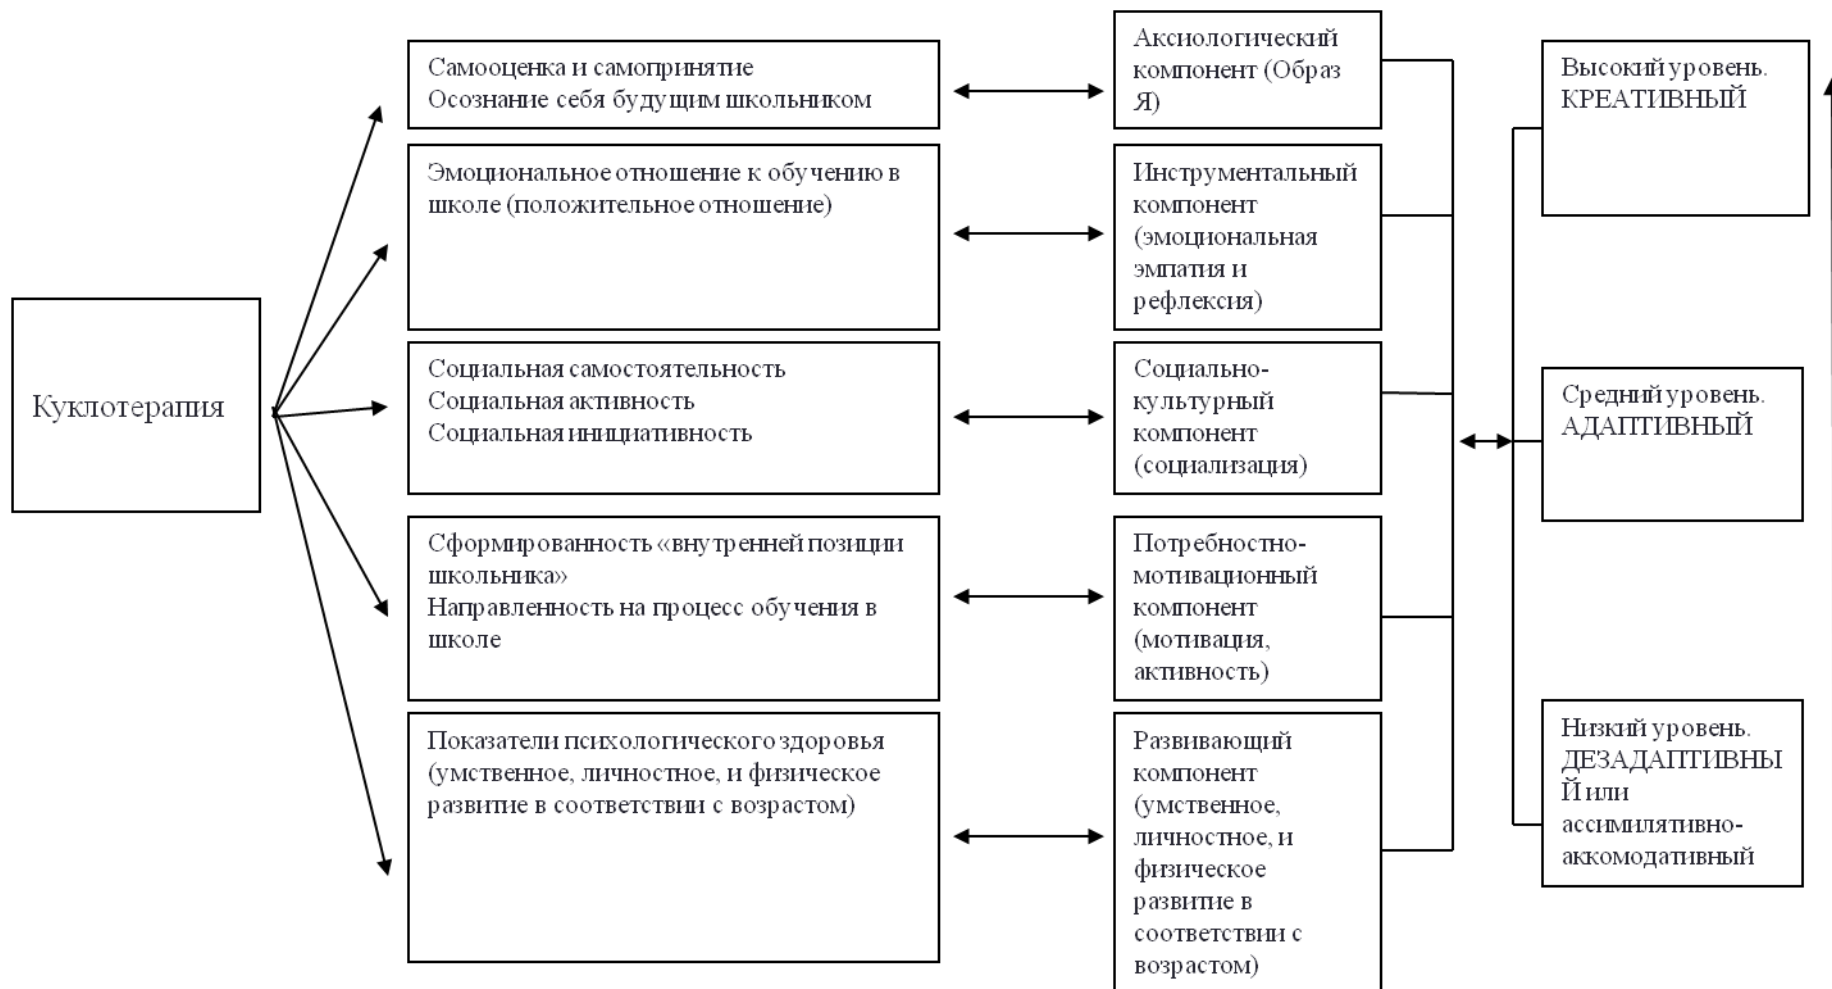 Куклотерапия
Самооценка и самопринятие
Осознание себя будущим школьником
Эмоциональное отношение к обучению в
школе (положительное отношение)
Социальная самостоятельность
Социальная активность
Социальная инициативность
Сформированность «внутренней позиции
школьника»
Направленность на процесс обучения в
школе
Показатели психологического здоровья
(умственное, личностное, и физическое
развитие в соответствии с возрастом)
Аксиологический
компонент (Образ
Я)
Инструментальный
компонент
(эмоциональная
эмпатия и
рефлексия)
Социально-
культурный
компонент
(социализация)
Потребностно-
мотивационный
компонент
(мотивация,
активность)
Развивающий
компонент
(умственное,
личностное, и
физическое
развитие в
соответствии с
возрастом)
Высокий уровень.
КРЕАТИВНЫЙ
Средний уровень.
АДАПТИВНЫЙ
Низкий уровень.
ДЕЗАДАПТИВНЫ
Й или
ассимилятивно-
аккомодативный